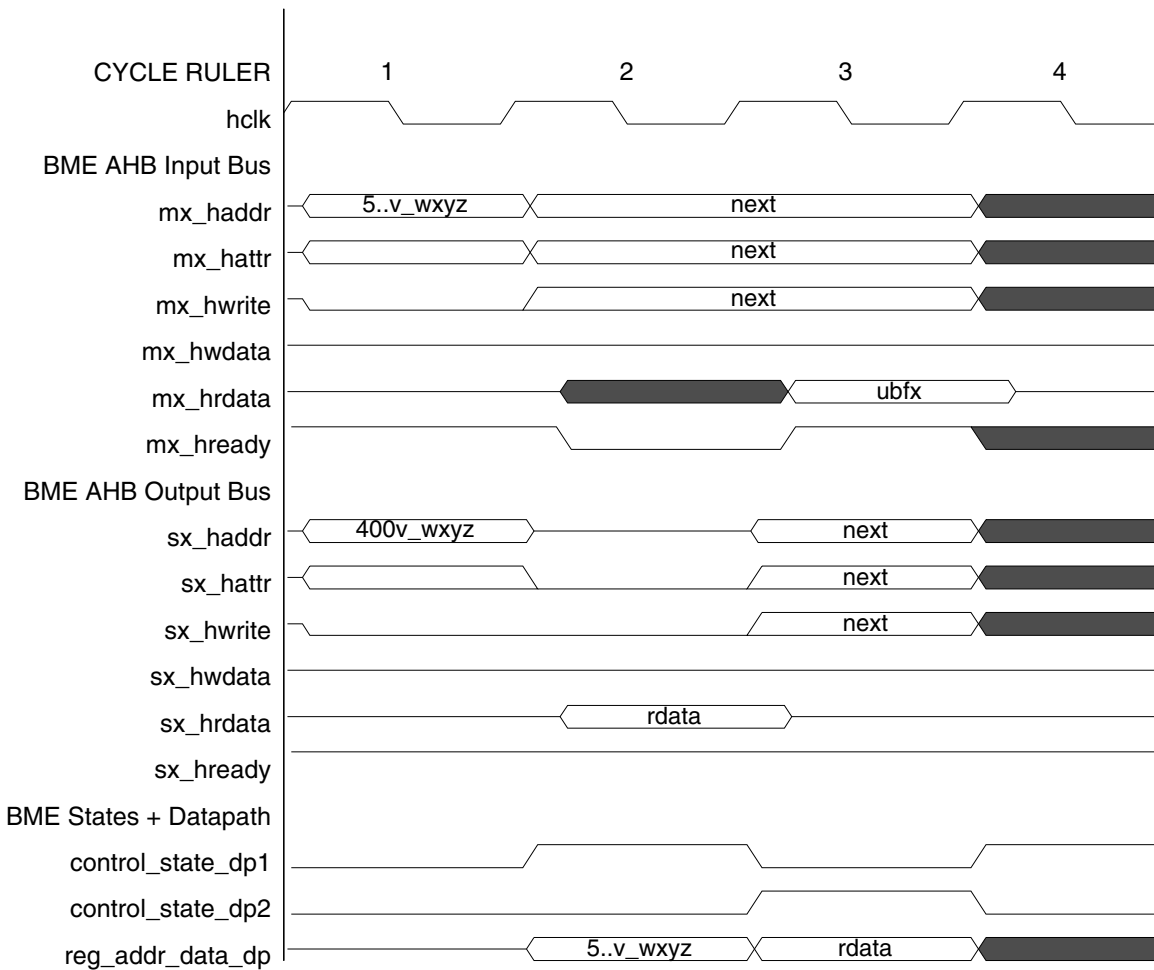 CYCLE RULER 1 2 3 4
hclk
BME AHB Input Bus
mx_haddr 5..v_wxyz next
mx_hattr next
mx_hwrite next
mx_hwdata
mx_hrdata ubfx
mx_hready
BME AHB Output Bus
sx_haddr 400v_wxyz next
sx_hattr next
sx_hwrite next
sx_hwdata
sx_hrdata rdata
sx_hready
BME States + Datapath
control_state_dp1
control_state_dp2
reg_addr_data_dp 5..v_wxyz rdata